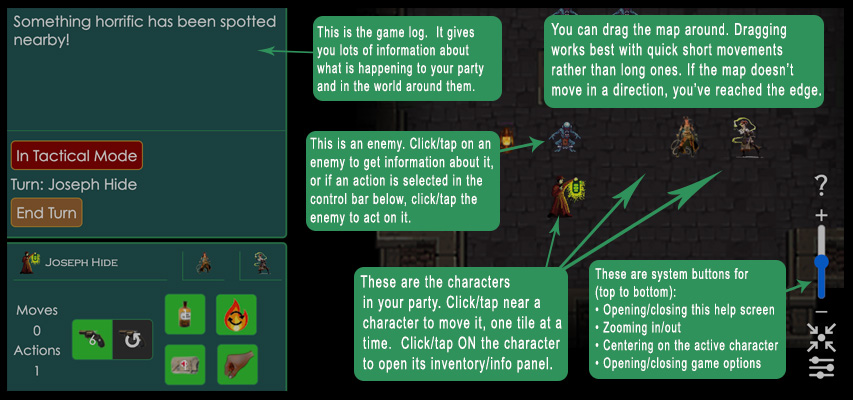 Something horrific has been spotted
nearby!
This is the game log.  It gives
you lots of information about
what is happening to your party
and in the world around them.
You can drag the map around. Dragging
works best with quick short movements
rather than long ones. If the map doesn't
move in a direction, you've reached the edge.
This is an enemy. Click/tap on an
enemy to get information about it,
or if an action is selected in the
control bar below, click/tap the
enemy to act on it.
In Tactical Mode
Turn: Joseph Hide
End Turn
Joseph Hide
Moves
0
Actions
1
6
These are the characters
in your party. Click/tap near a
character to move it, one tile at a
time.  Click/tap ON the character
to open its inventory/info panel.
These are system buttons for
(top to bottom):
• Opening/closing this help screen
• Zooming in/out
• Centering on the active character
• Opening/closing game options
?
+
−